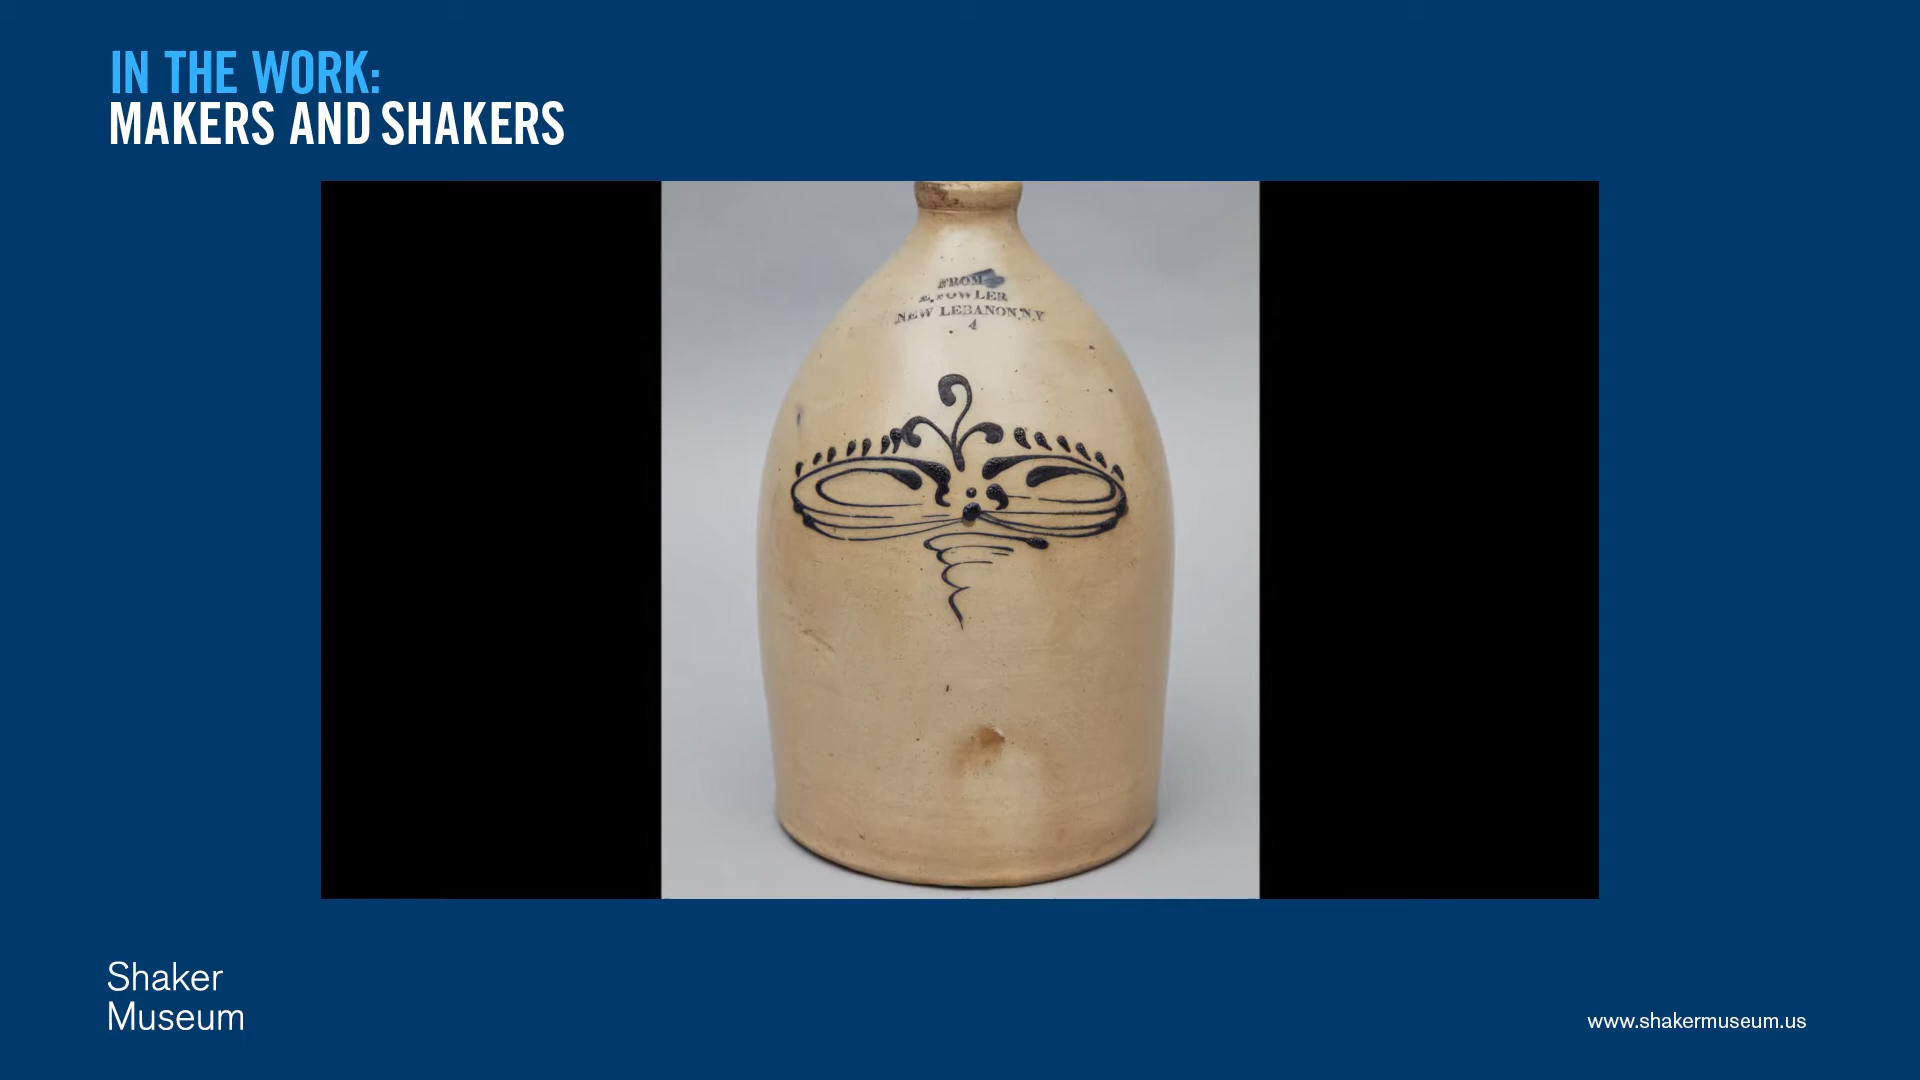 IN THE WORK:
MAKERS AND SHAKERS
FROM
FOWLER
NEW LEBANON, N.Y
4
Shaker
Museum
www.shakermuseum.us